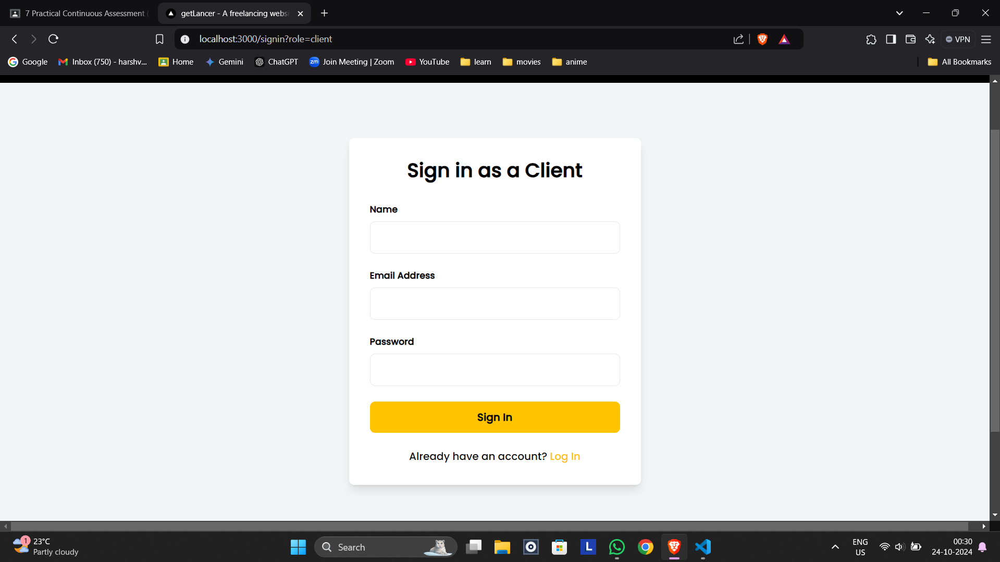 7 Practical Continuous Assessment (
getLancer - A freelancing websi
localhost:3000/signin?role=client
VPN
Google
Inbox (750) - harshv...
Home
Gemini
ChatGPT
zm
Join Meeting | Zoom
YouTube
learn
movies
anime
All Bookmarks
Sign in as a Client
Name
Email Address
Password
Sign In
Already have an account? Log In
1
23°C
Partly cloudy
Search
L
ENG
US
00:30
24-10-2024